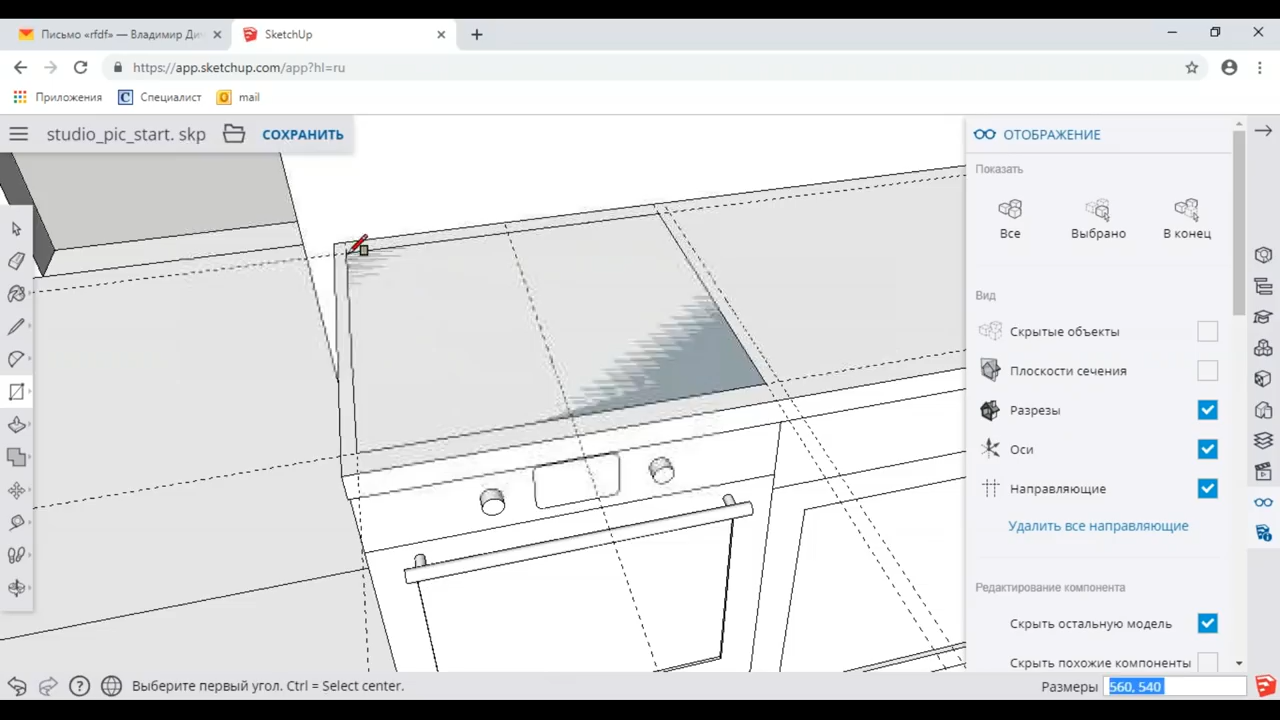 Письмо «rfdf» — Владимир Дич
SketchUp
https://app.sketchup.com/app?hl=ru
Приложения
Специалист
mail
studio_pic_start. skp
СОХРАНИТЬ
ОТОБРАЖЕНИЕ
Показать
Все
Выбрано
В конец
Вид
Скрытые объекты
Плоскости сечения
Разрезы
Оси
Направляющие
Удалить все направляющие
Редактирование компонента
Скрыть остальную модель
Скрыть похожие компоненты
Выберите первый угол. Ctrl = Select center.
Размеры
560, 540